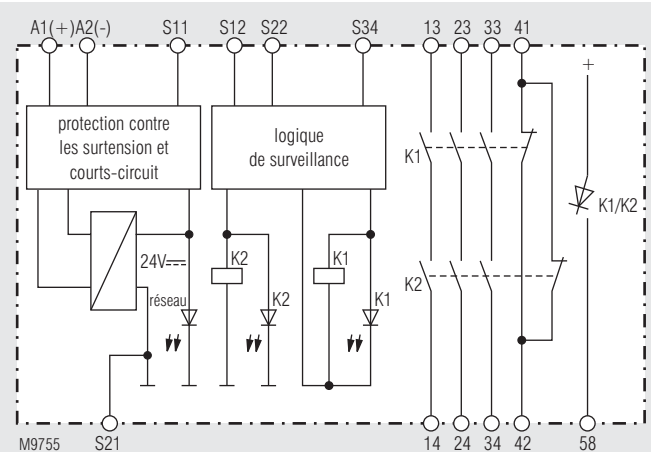 A1(+) A2(-) S11 S12 S22 S34 13 23 33 41
protection contre
les surtension et
courts-circuit
logique
de surveillance
+
K1
K1/K2
24V
réseau
K2
K2
K1
K1
K2
M9755 S21 14 24 34 42 58